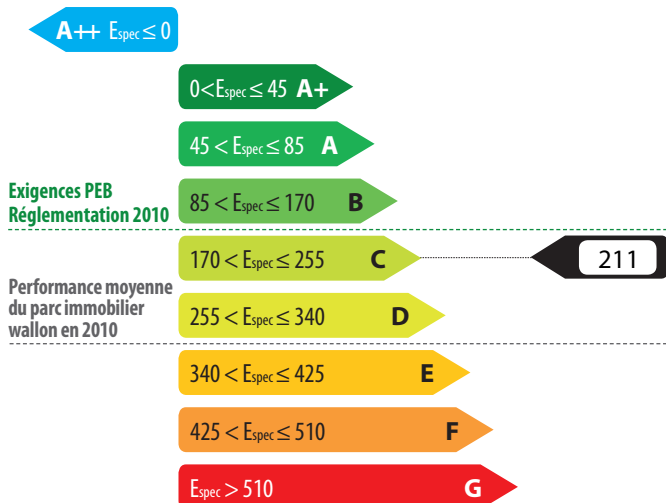 A++ Espec ≤ 0
0 < Espec ≤ 45 A+
45 < Espec ≤ 85 A
Exigences PEB
Réglementation 2010
85 < Espec ≤ 170 B
170 < Espec ≤ 255 C
211
Performance moyenne
du parc immobilier
wallon en 2010
255 < Espec ≤ 340 D
340 < Espec ≤ 425 E
425 < Espec ≤ 510 F
Espec > 510 G